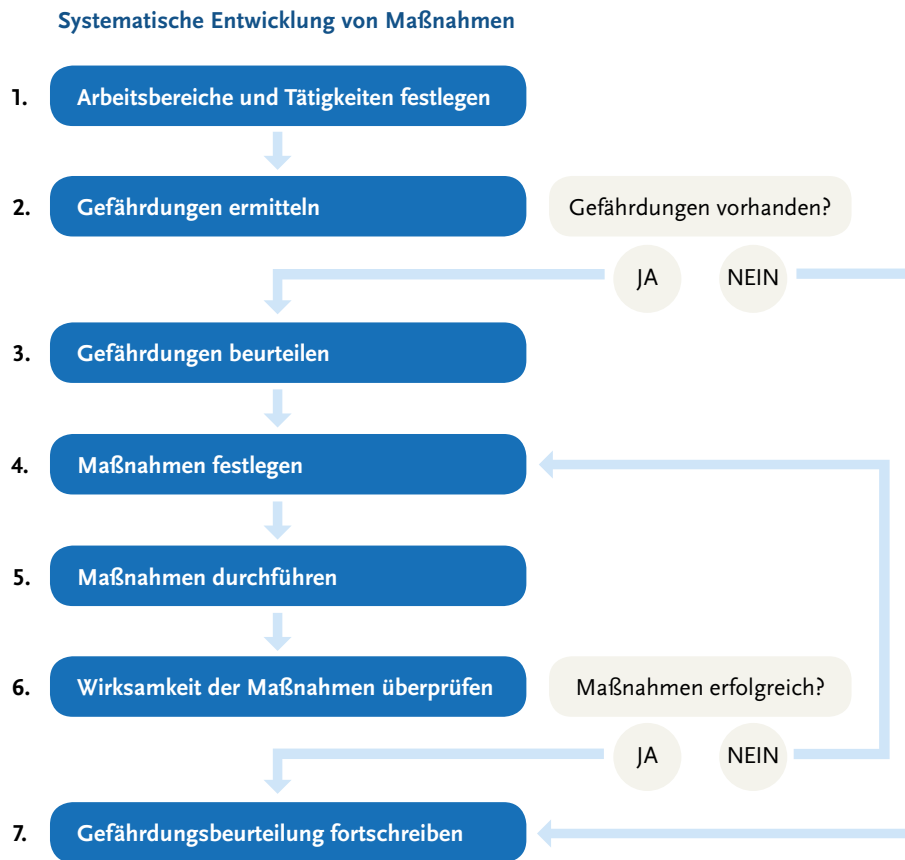 Systematische Entwicklung von Maßnahmen
1. Arbeitsbereiche und Tätigkeiten festlegen
2. Gefährdungen ermitteln
Gefährdungen vorhanden?
JA
NEIN
3. Gefährdungen beurteilen
4. Maßnahmen festlegen
5. Maßnahmen durchführen
6. Wirksamkeit der Maßnahmen überprüfen
Maßnahmen erfolgreich?
JA
NEIN
7. Gefährdungsbeurteilung fortschreiben